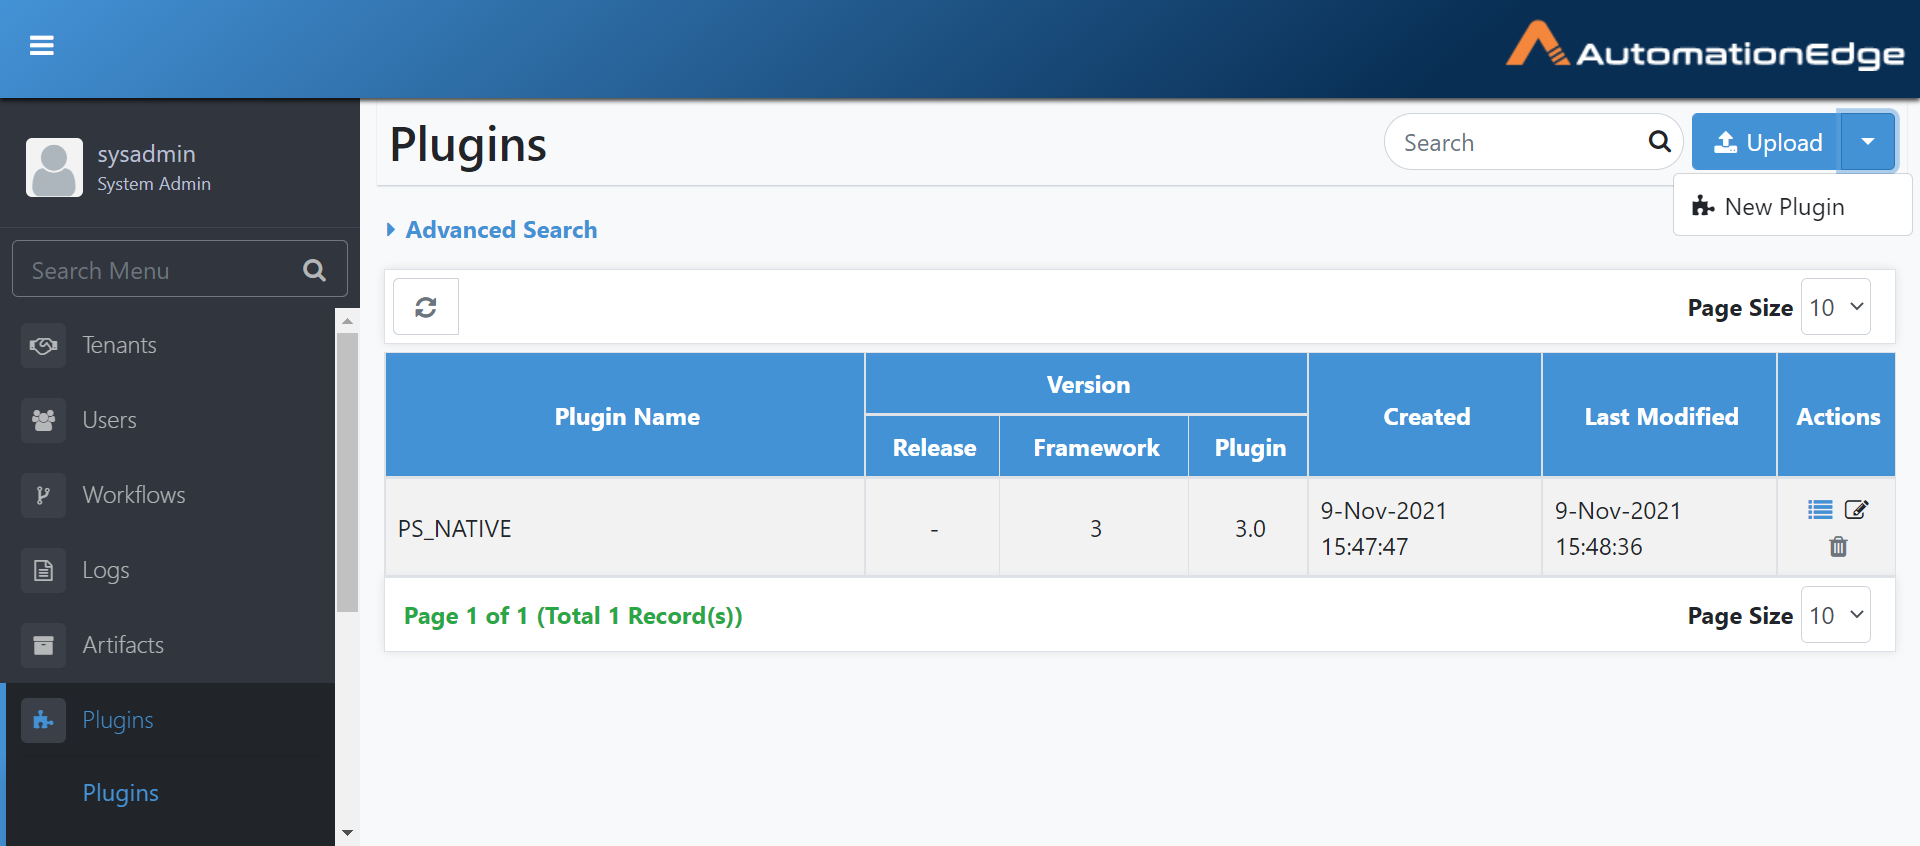 AutomationEdge
sysadmin
System Admin
Search Menu
Tenants
Users
Workflows
Logs
Artifacts
Plugins
Plugins
Plugins
Search
Upload
New Plugin
Advanced Search
Page Size 10
Plugin Name
Version
Release Framework Plugin
Created
Last Modified
Actions
PS_NATIVE - 3 3.0 9-Nov-2021 15:47:47 9-Nov-2021 15:48:36
Page 1 of 1 (Total 1 Record(s))
Page Size 10